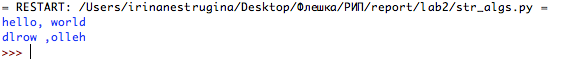 = RESTART: /Users/irinanestrugina/Desktop/Флешка/РИП/report/lab2/str_algs.py =
hello, world
dlrow ,olleh
>>>